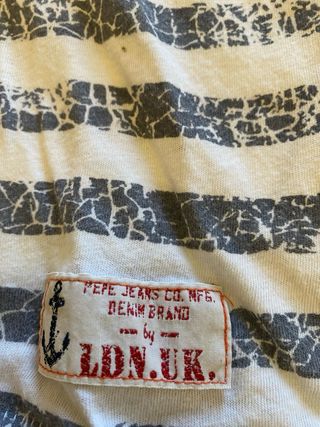 PEPE JEANS CO. MFG.
DENIM BRAND
— by —
LDN.UK.